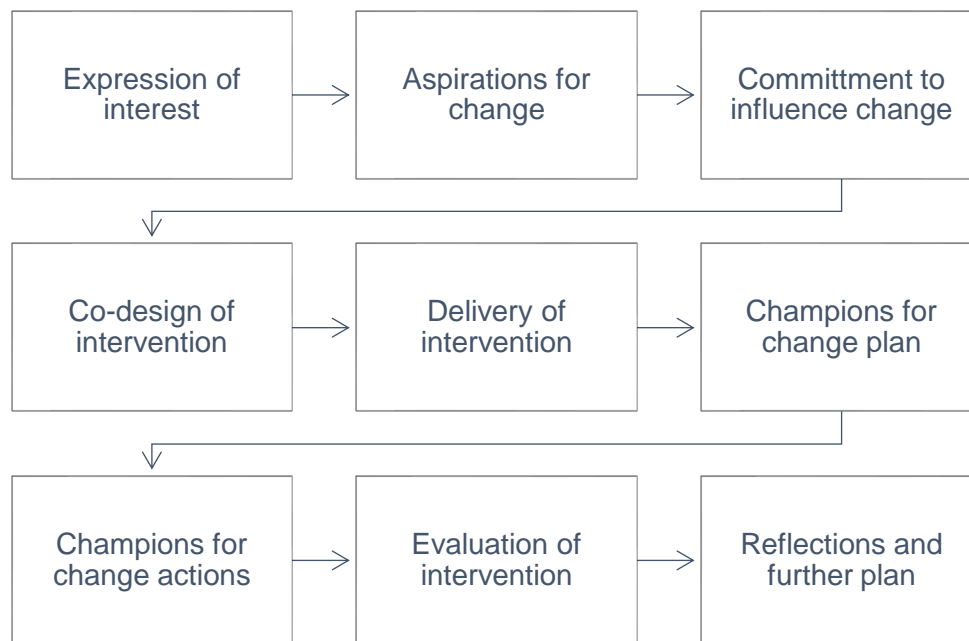 Expression of
interest
Aspirations for
change
Committment to
influence change
Co-design of
intervention
Delivery of
intervention
Champions for
change plan
Champions for
change actions
Evaluation of
intervention
Reflections and
further plan